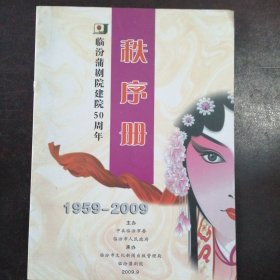 临汾蒲剧院建院50周年
秩序册
1959-2009
主办
中共临汾市委
临汾市人民政府
承办
临汾市文化新闻出版管理局
临汾蒲剧院
2009.9